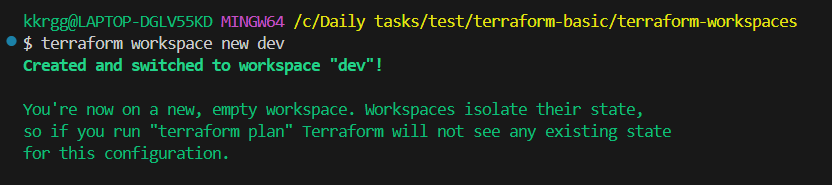 kkrgg@LAPTOP-DGLV55KD MINGW64 /c/Daily tasks/test/terraform-basic/terraform-workspaces
$ terraform workspace new dev
Created and switched to workspace "dev"!

You're now on a new, empty workspace. Workspaces isolate their state,
so if you run "terraform plan" Terraform will not see any existing state
for this configuration.